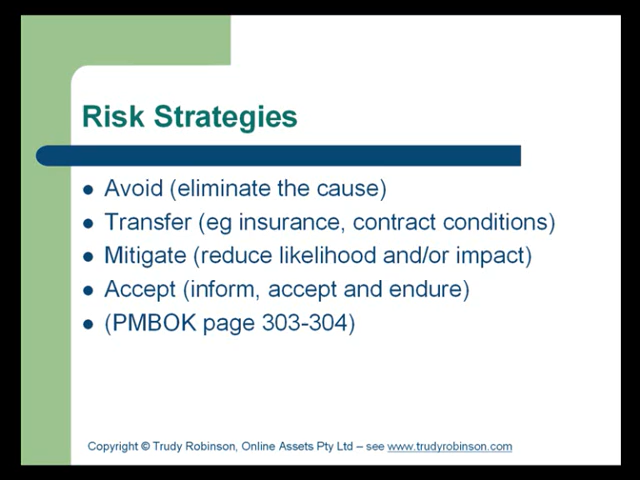 Risk Strategies
● Avoid (eliminate the cause)
● Transfer (eg insurance, contract conditions)
● Mitigate (reduce likelihood and/or impact)
● Accept (inform, accept and endure)
● (PMBOK page 303-304)
Copyright © Trudy Robinson, Online Assets Pty Ltd – see www.trudyrobinson.com